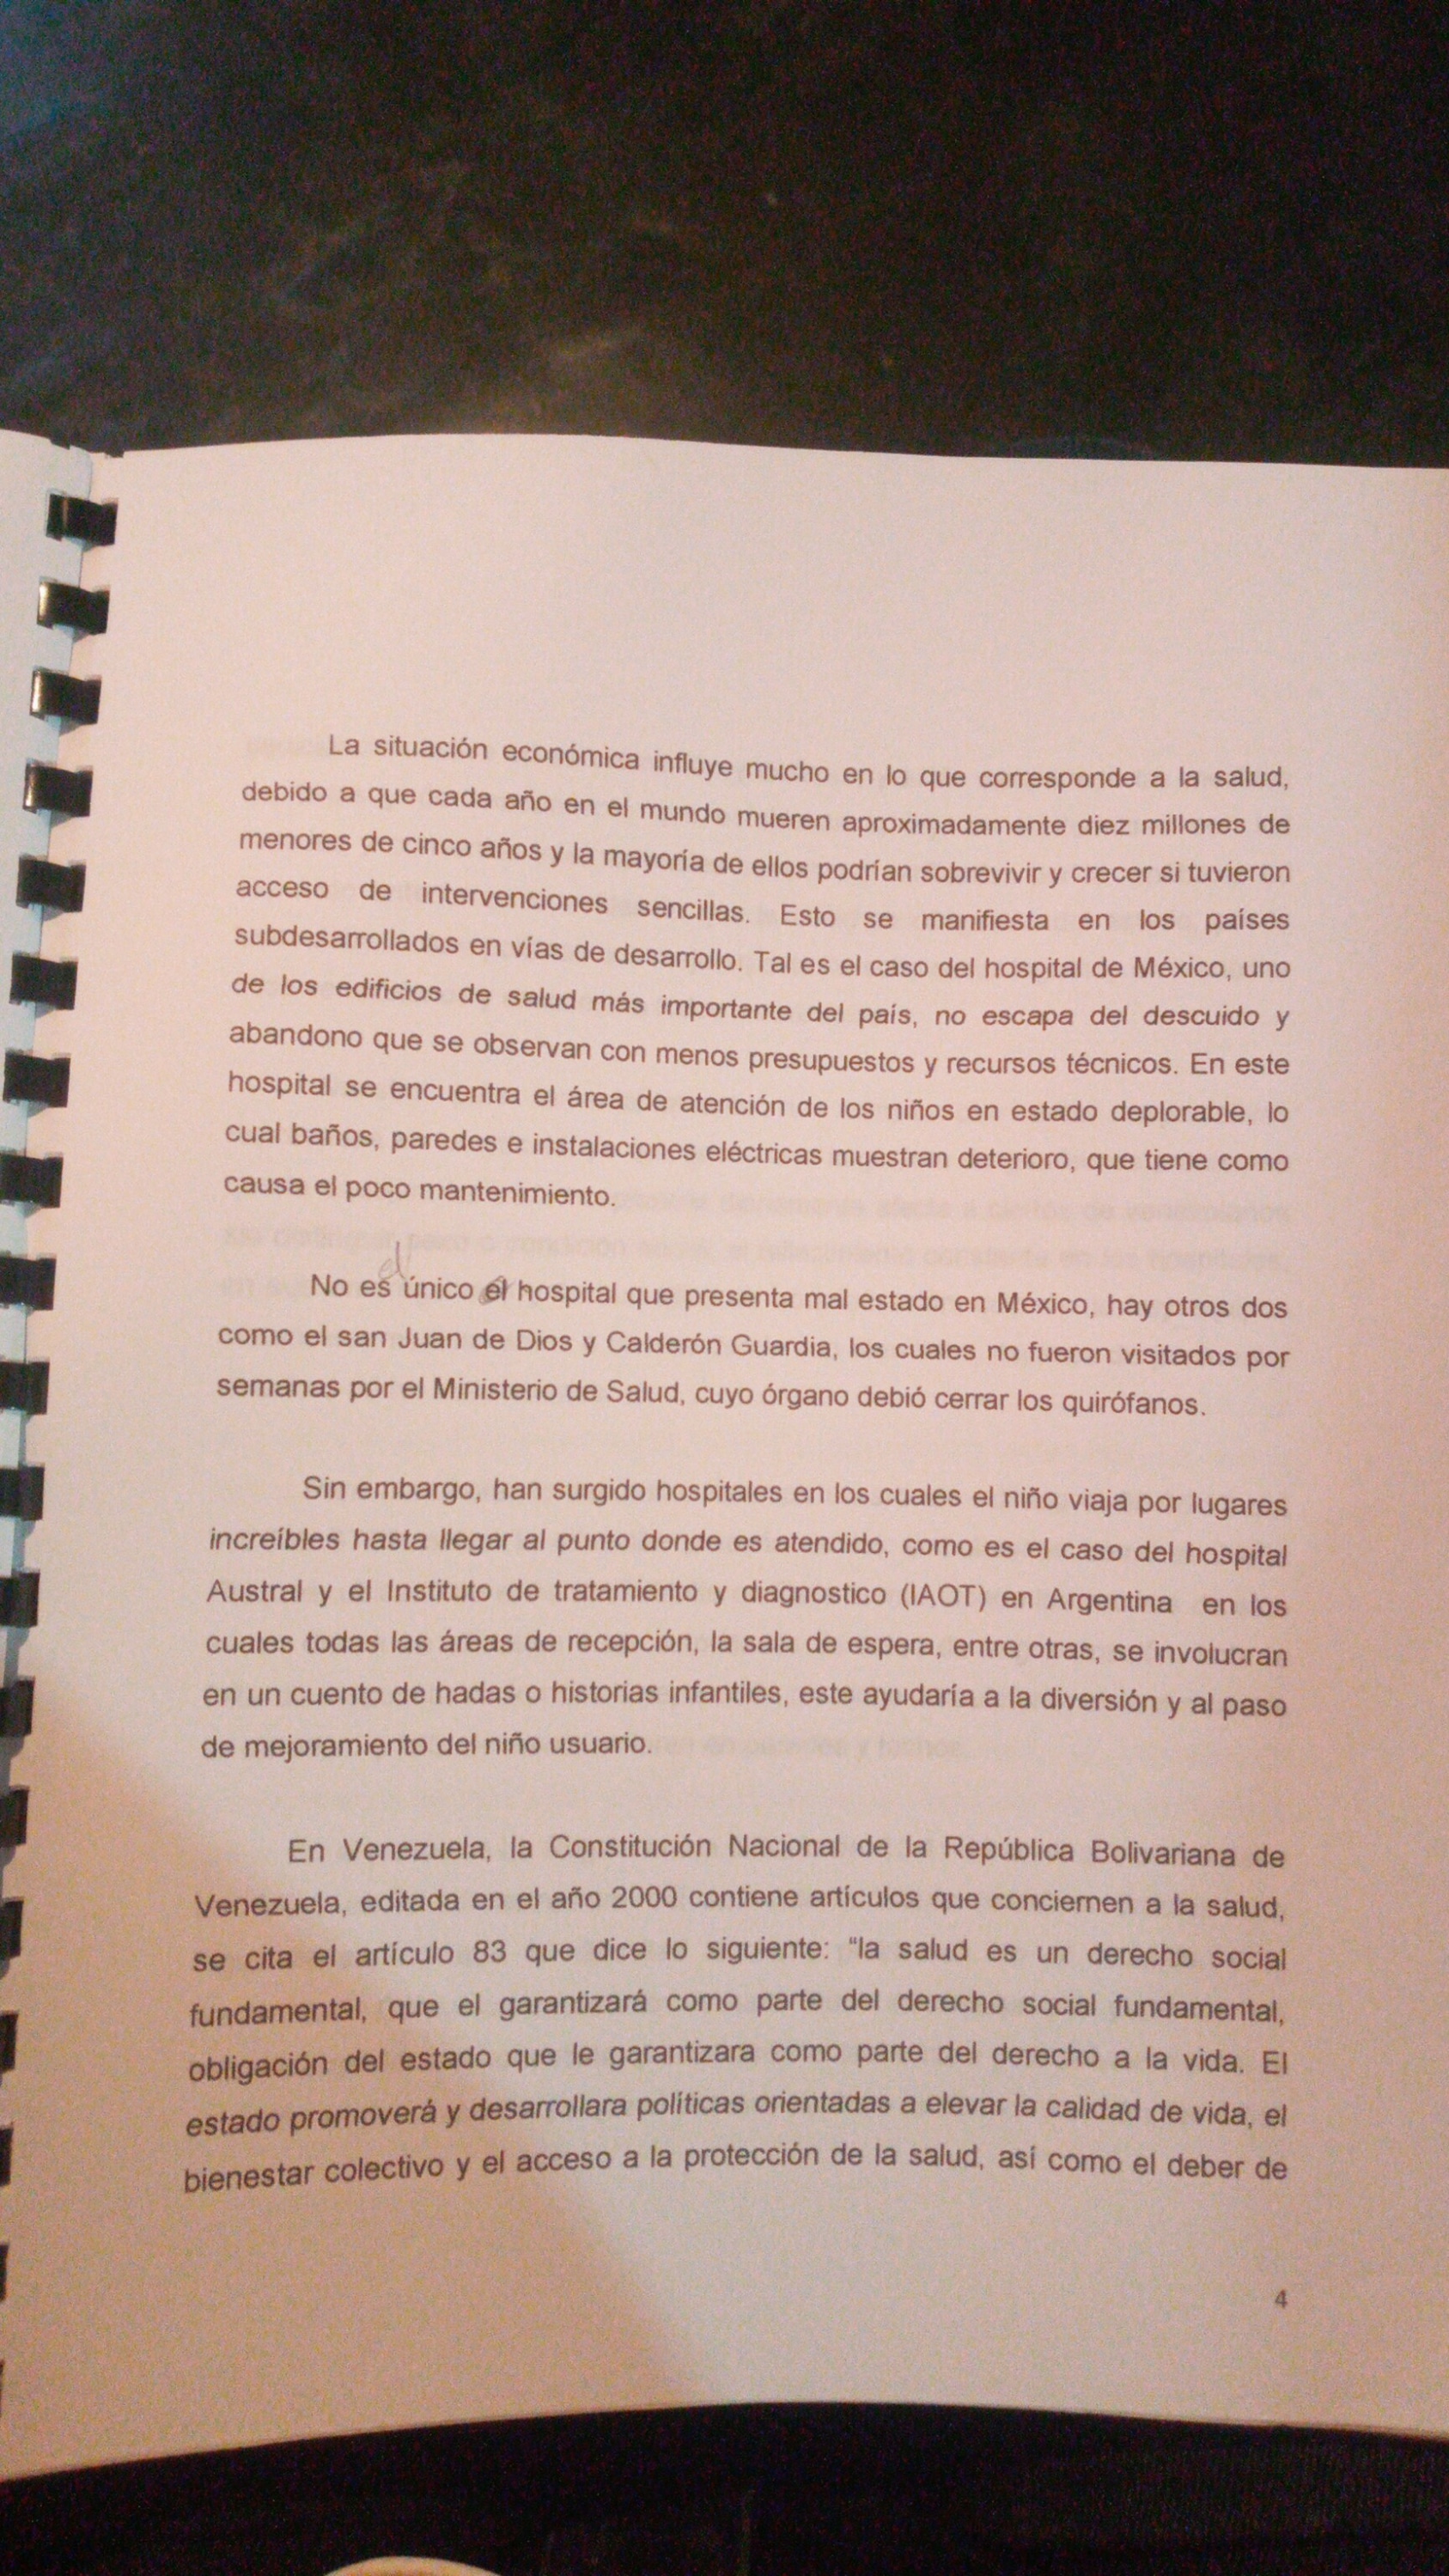 La situación económica influye mucho en lo que corresponde a la salud,
debido a que cada año en el mundo mueren aproximadamente diez millones de
menores de cinco años y la mayoría de ellos podrían sobrevivir y crecer si tuvieron
acceso de intervenciones sencillas. Esto se manifiesta en los países
subdesarrollados en vías de desarrollo. Tal es el caso del hospital de México, uno
de los edificios de salud más importante del país, no escapa del descuido y
abandono que se observan con menos presupuestos y recursos técnicos. En este
hospital se encuentra el área de atención de los niños en estado deplorable, lo
cual baños, paredes e instalaciones eléctricas muestran deterioro, que tiene como
causa el poco mantenimiento.
el
No es único el hospital que presenta mal estado en México, hay otros dos
como el san Juan de Dios y Calderón Guardia, los cuales no fueron visitados por
semanas por el Ministerio de Salud, cuyo órgano debió cerrar los quirófanos.
Sin embargo, han surgido hospitales en los cuales el niño viaja por lugares
increíbles hasta llegar al punto donde es atendido, como es el caso del hospital
Austral y el Instituto de tratamiento y diagnostico (IAOT) en Argentina en los
cuales todas las áreas de recepción, la sala de espera, entre otras, se involucran
en un cuento de hadas o historias infantiles, este ayudaría a la diversión y al paso
de mejoramiento del niño usuario.
En Venezuela, la Constitución Nacional de la República Bolivariana de
Venezuela, editada en el año 2000 contiene artículos que conciernen a la salud,
se cita el artículo 83 que dice lo siguiente: “la salud es un derecho social
fundamental, que el garantizará como parte del derecho social fundamental,
obligación del estado que le garantizara como parte del derecho a la vida. El
estado promoverá y desarrollara políticas orientadas a elevar la calidad de vida, el
bienestar colectivo y el acceso a la protección de la salud, así como el deber de
4